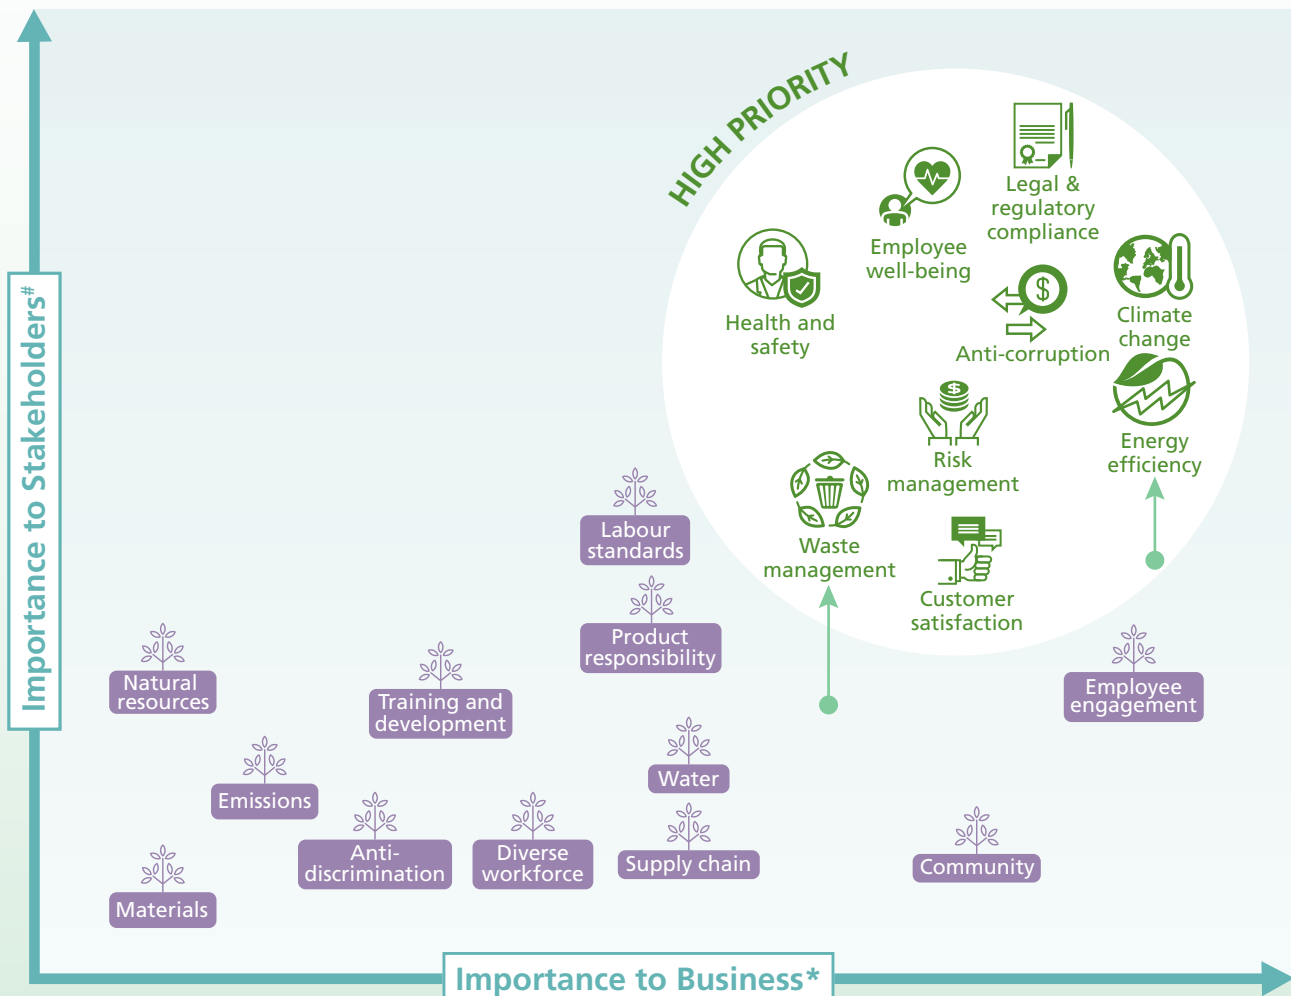 HIGH PRIORITY
Legal &
regulatory
compliance
Employee
well-being
Health and
safety
Climate
change
Anti-corruption
Energy
efficiency
Risk
management
Waste
management
Customer
satisfaction
Labour
standards
Product
responsibility
Natural
resources
Training and
development
Employee
engagement
Water
Emissions
Anti-
discrimination
Diverse
workforce
Supply chain
Community
Materials
Importance to Stakeholders#
Importance to Business*